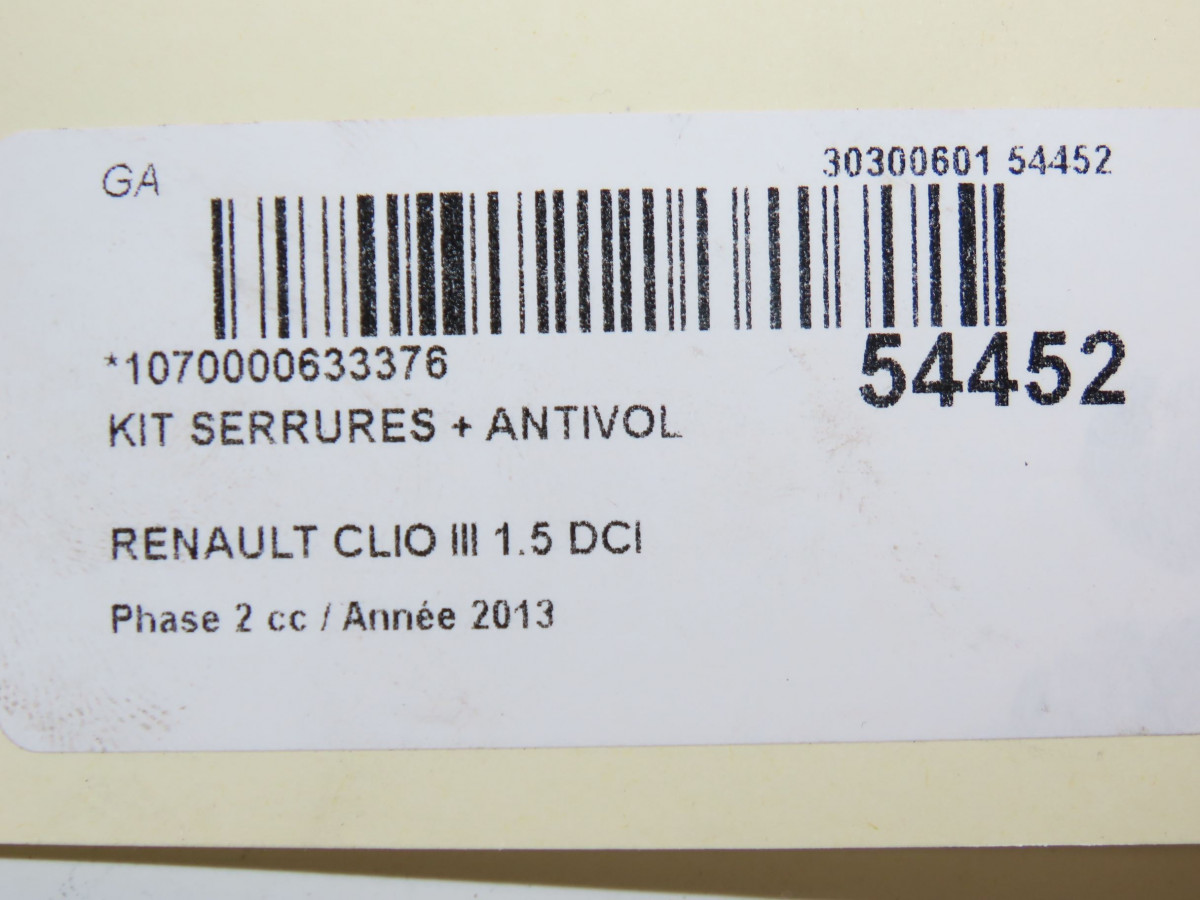 GA
30300601 54452
*1070000633376
54452
KIT SERRURES + ANTIVOL
RENAULT CLIO III 1.5 DCI
Phase 2 cc / Année 2013